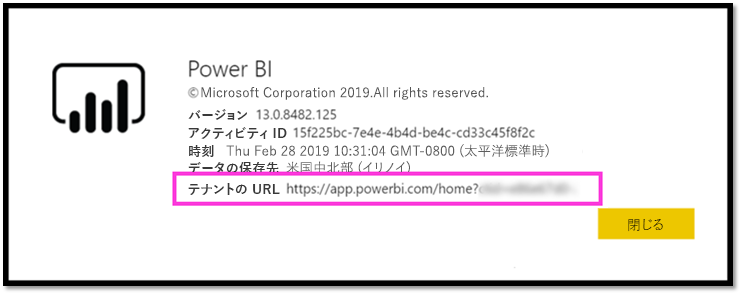 Power BI
©Microsoft Corporation 2019.All rights reserved.
バージョン 13.0.8482.125
アクティビティ ID 15f225bc-7e4e-4b4d-be4c-cd33c45f8f2c
時刻 Thu Feb 28 2019 10:31:04 GMT-0800 (太平洋標準時)
データの保存先 米国中北部 (イリノイ)
テナントの URL https://app.powerbi.com/home?
閉じる